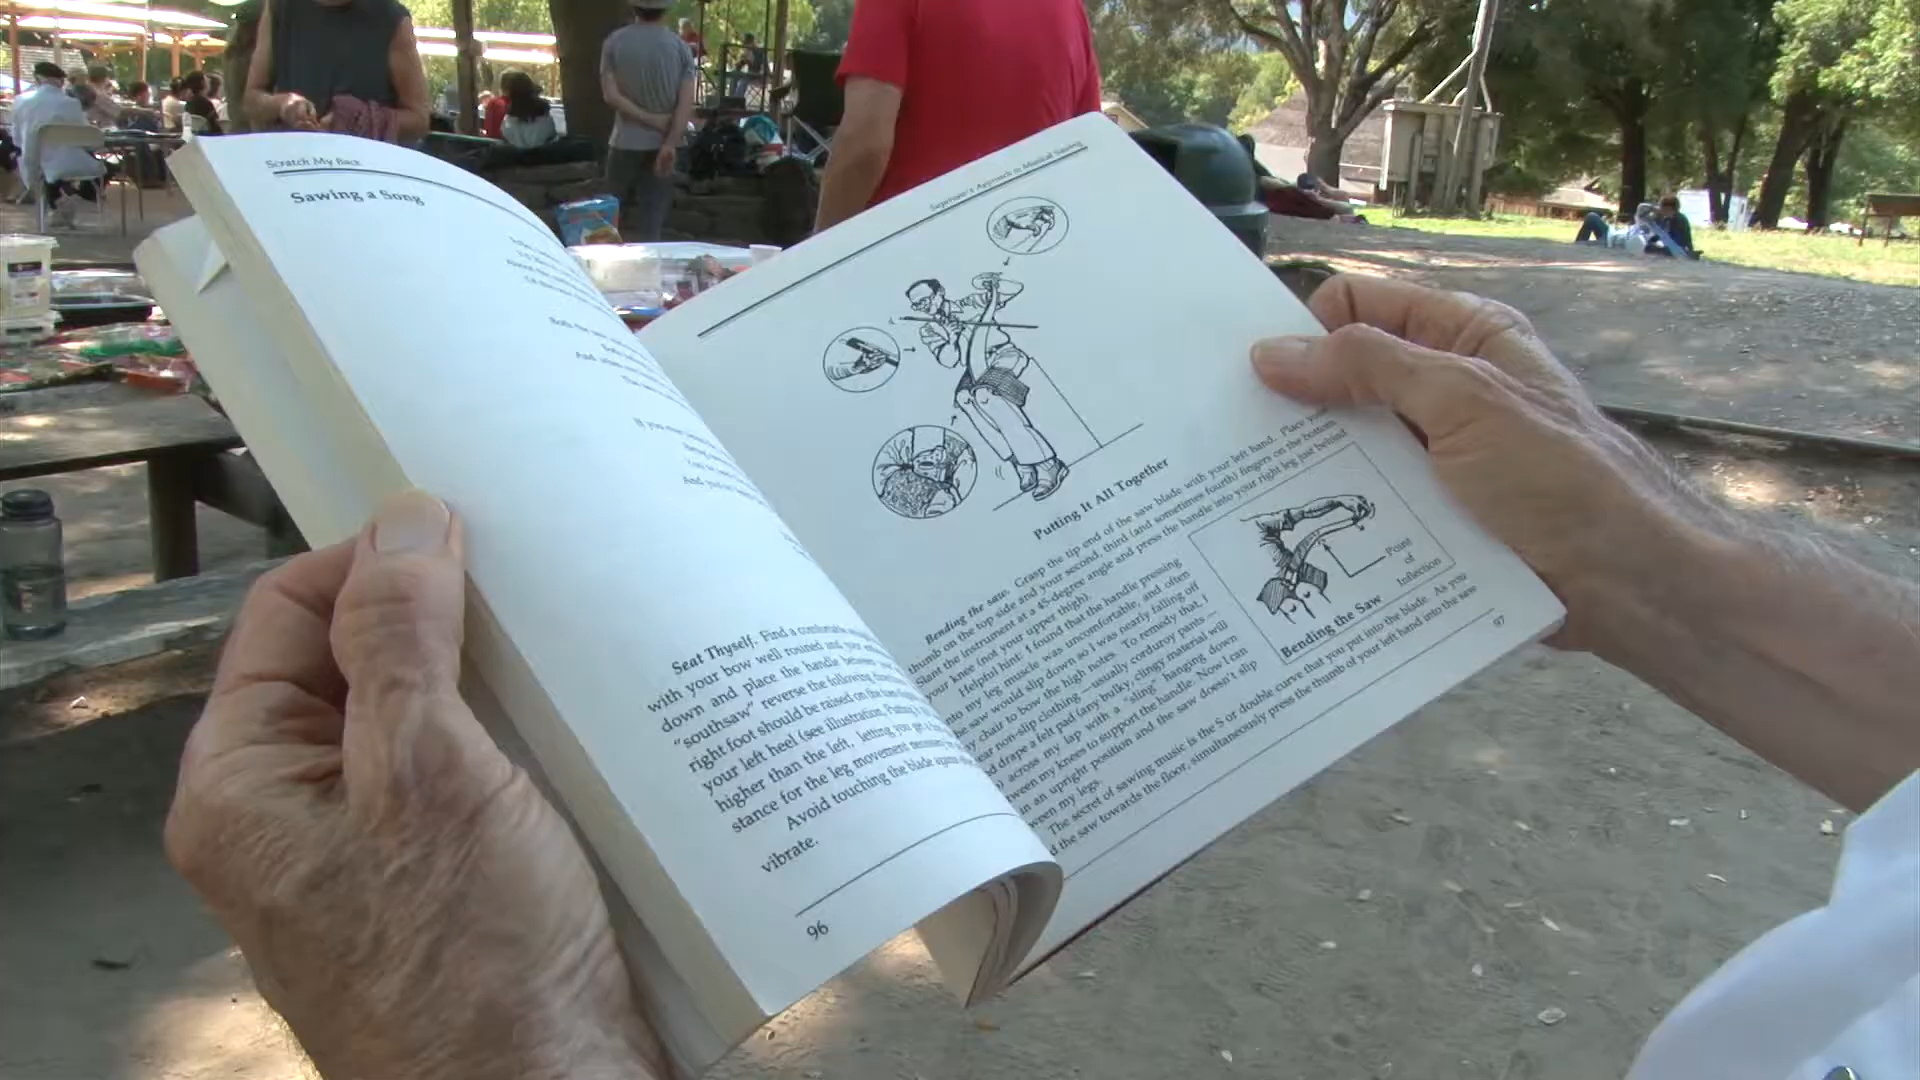 Scratch My Back
Sawing a Song
Seat Thyself. Find a comfortable
with your bow well rosined and your
down and place the handle between your
"southsaw" reverse the following
right foot should be raised on the
your left heel (see illustration. Putting it
higher than the left, letting you get a
stance for the leg movement necessary
Avoid touching the blade against
vibrate.
96
Approach to Musical Sawing
Putting It All Together
Bending the saw. Grasp the tip end of the saw blade with your left hand. Place your
thumb on the top side and your second, third (and sometimes fourth) fingers on the bottom
Slant the instrument at a 45-degree angle and press the handle into your right leg just behind
your knee (not your upper thigh).
Helpful hint: I found that the handle pressing
into my leg muscle was uncomfortable, and often
the saw would slip down so I was nearly falling off
my chair to bow the high notes. To remedy that, I
wear non-slip clothing—usually corduroy pants—
and drape a felt pad (any bulky, clingy material will
across my lap with a "sling" hanging down
between my knees to support the handle. Now I can
in an upright position and the saw doesn't slip
between my legs.
The secret of sawing music is the S or double curve that you put into the blade. As you
the saw towards the floor, simultaneously press the thumb of your left hand into the saw
Point
of
Inflection
Bending the Saw
97